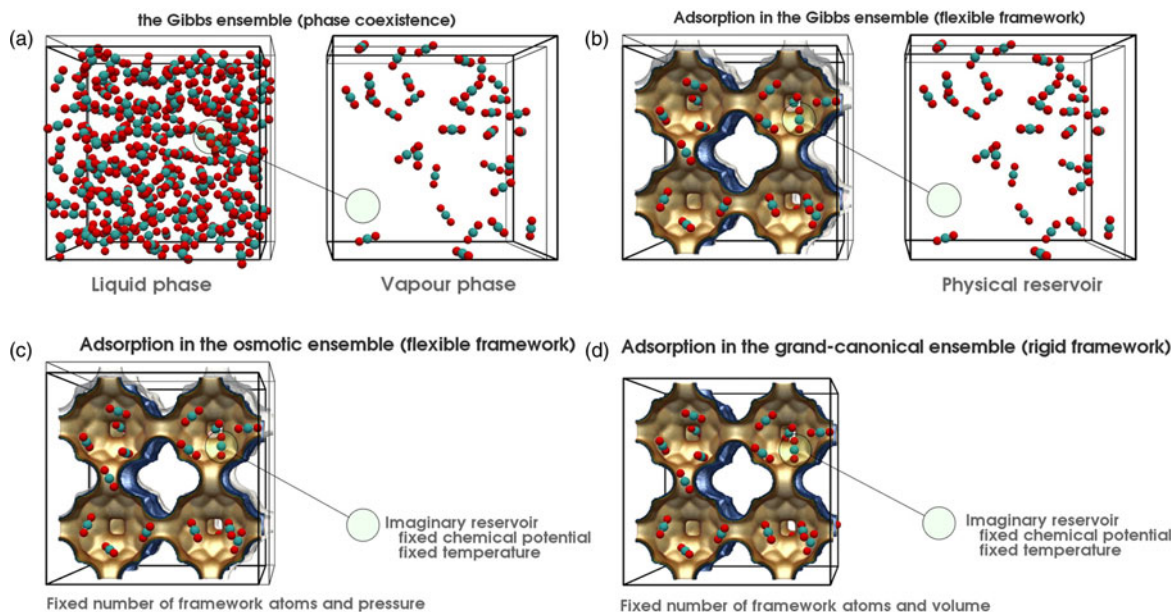 the Gibbs ensemble (phase coexistence)
(a)
Liquid phase
Vapour phase
Adsorption in the Gibbs ensemble (flexible framework)
(b)
Physical reservoir
(c)
Adsorption in the osmotic ensemble (flexible framework)
Imaginary reservoir
fixed chemical potential
fixed temperature
Fixed number of framework atoms and pressure
(d)
Adsorption in the grand-canonical ensemble (rigid framework)
Imaginary reservoir
fixed chemical potential
fixed temperature
Fixed number of framework atoms and volume